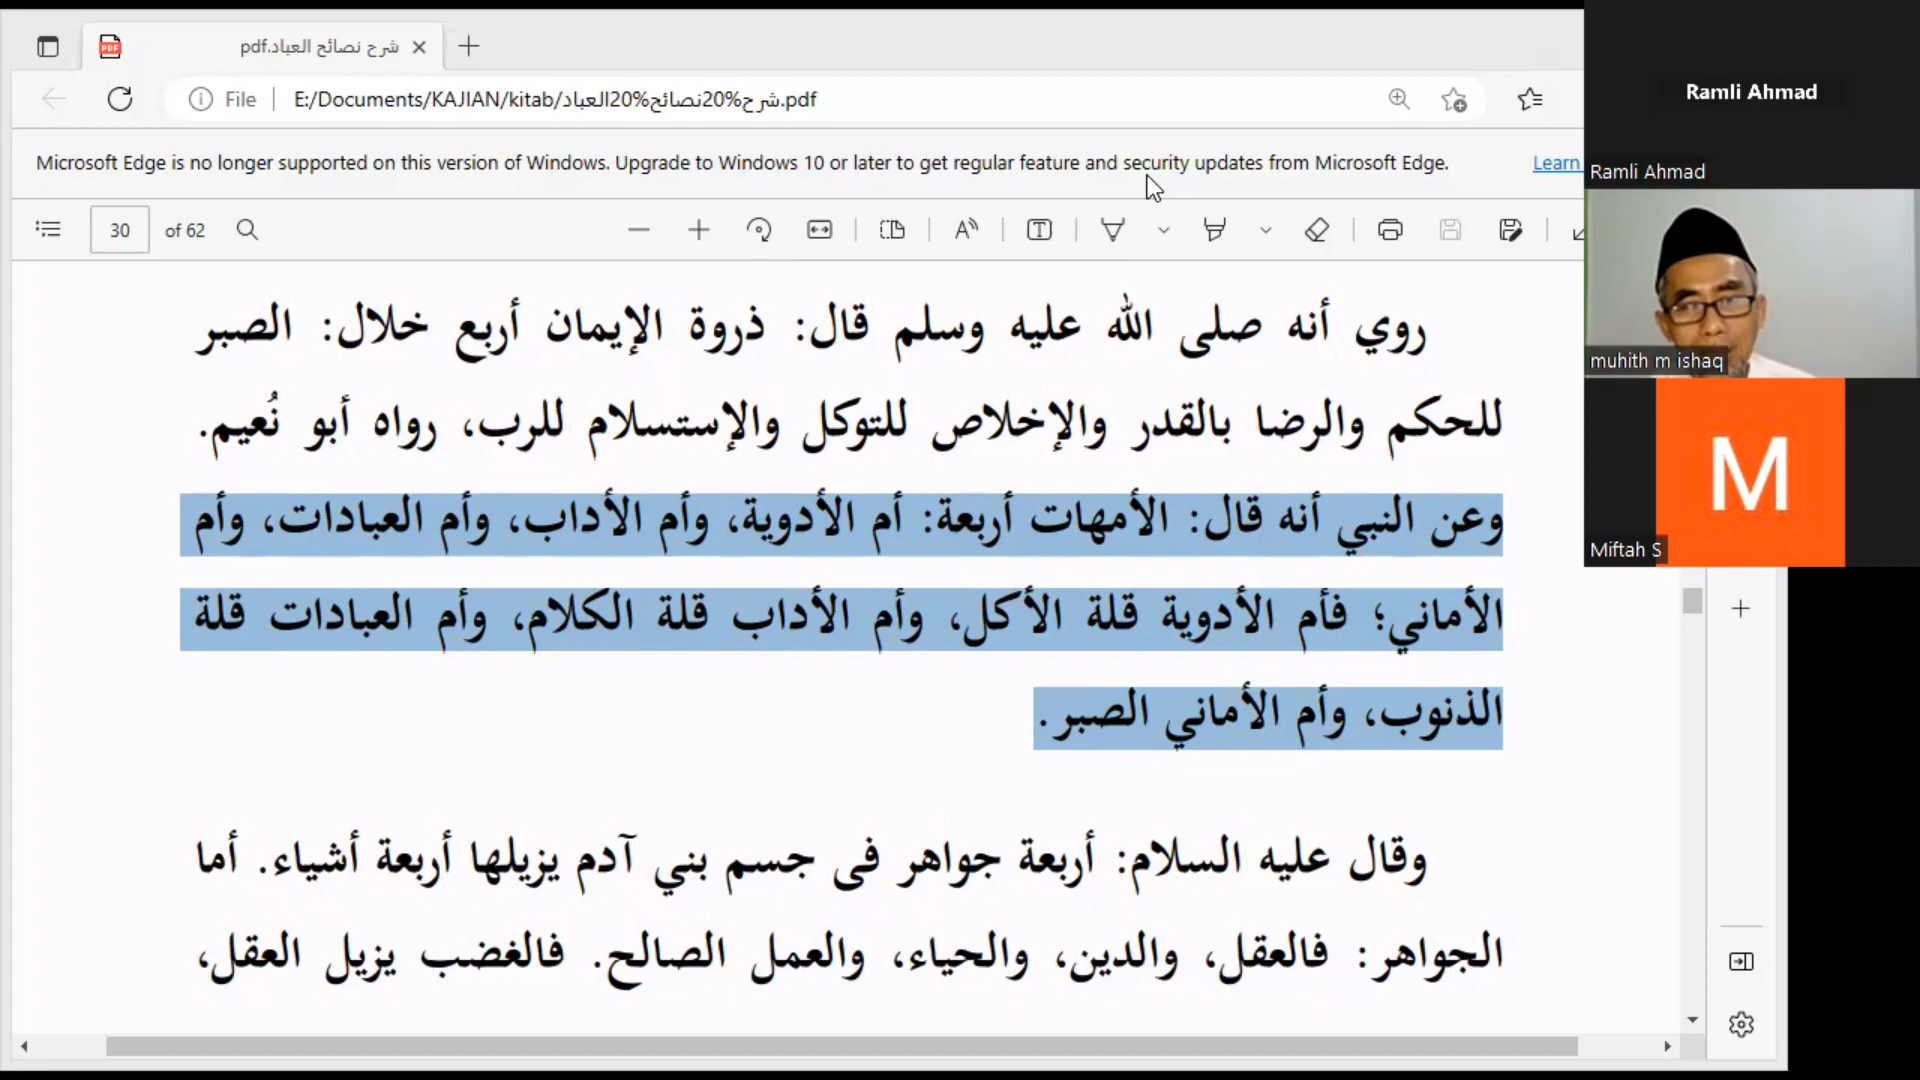 شرح نصائح العباد.pdf
File
E:/Documents/KAJIAN/kitab/شرح%20نصائح%20العباد.pdf
Microsoft Edge is no longer supported on this version of Windows. Upgrade to Windows 10 or later to get regular feature and security updates from Microsoft Edge.
Learn
30 of 62
روي أنه صلى الله عليه وسلم قال: ذروة الإيمان أربع خلال: الصبر
للحكم والرضا بالقدر والإخلاص للتوكل والإستسلام للرب، رواه أبو نُعيم.
وعن النبي أنه قال: الأمهات أربعة: أم الأدوية، وأم الأداب، وأم العبادات، وأم
الأماني؛ فأم الأدوية قلة الأكل، وأم الأداب قلة الكلام، وأم العبادات قلة
الذنوب، وأم الأماني الصبر.
وقال عليه السلام: أربعة جواهر فى جسم بني آدم يزيلها أربعة أشياء. أما
الجواهر: فالعقل، والدين، والحياء، والعمل الصالح. فالغضب يزيل العقل،
Ramli Ahmad
Ramli Ahmad
muhith m ishaq
M
Miftah S